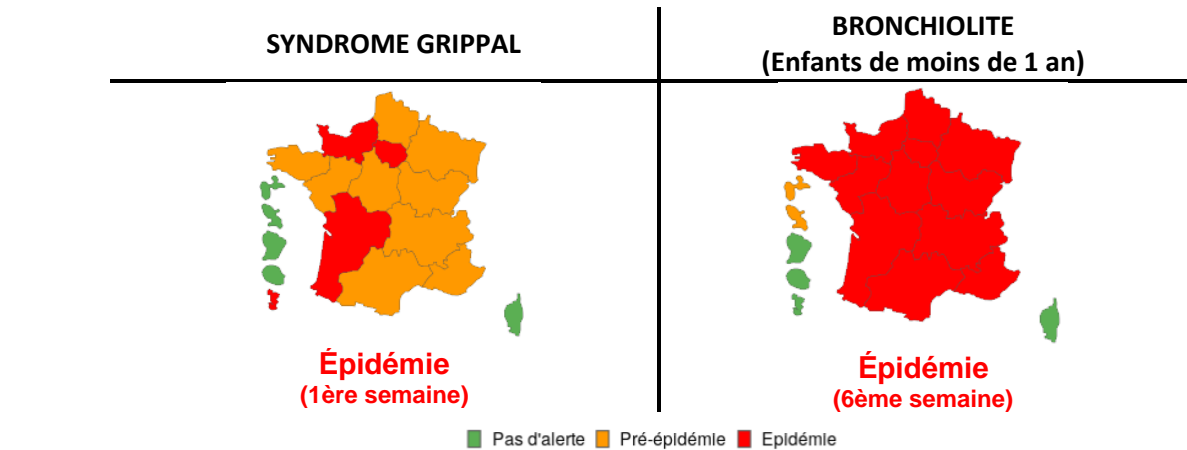 SYNDROME GRIPPAL
BRONCHIOLITE
(Enfants de moins de 1 an)
Épidémie
(1ère semaine)
Épidémie
(6ème semaine)
Pas d'alerte Pré-épidémie Epidémie